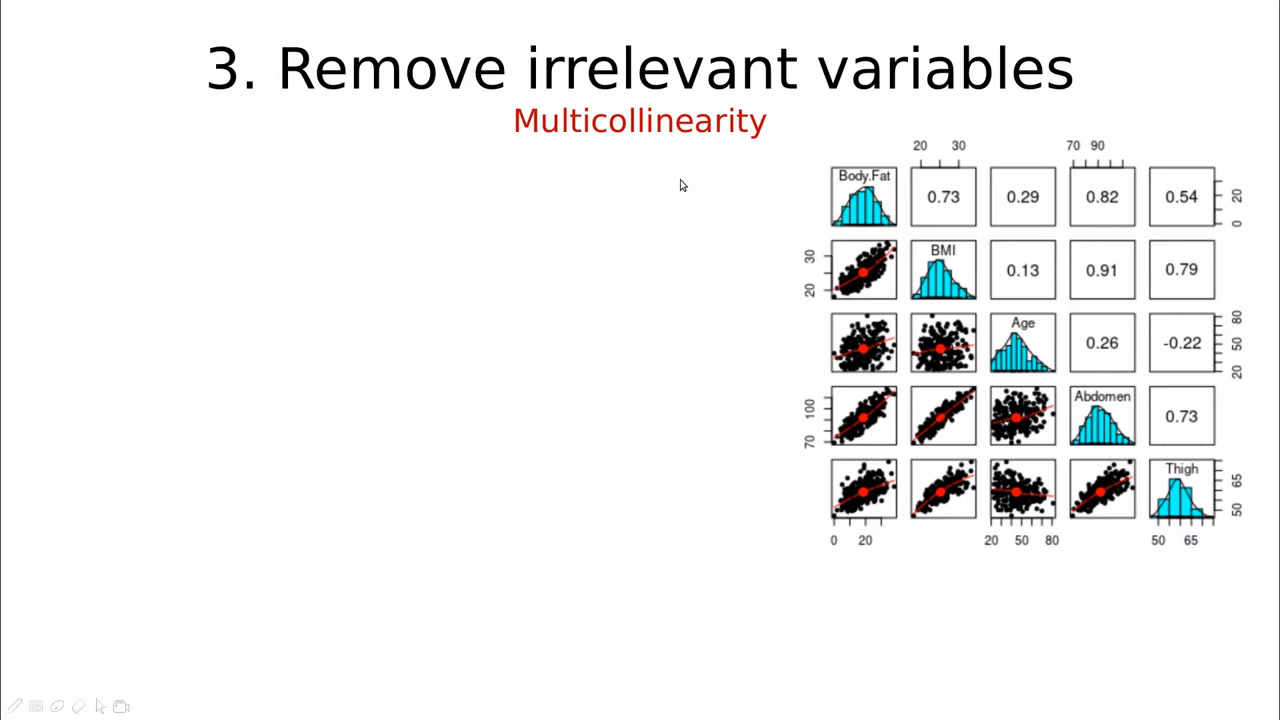 3. Remove irrelevant variables
Multicollinearity
20 30 70 90
Body.Fat 0.73 0.29 0.82 0.54 0 20
20 30 BMI 0.13 0.91 0.79
Age 0.26 -0.22 20 50 80
70 100 Abdomen 0.73
Thigh 50 65
0 20 20 50 80 50 65